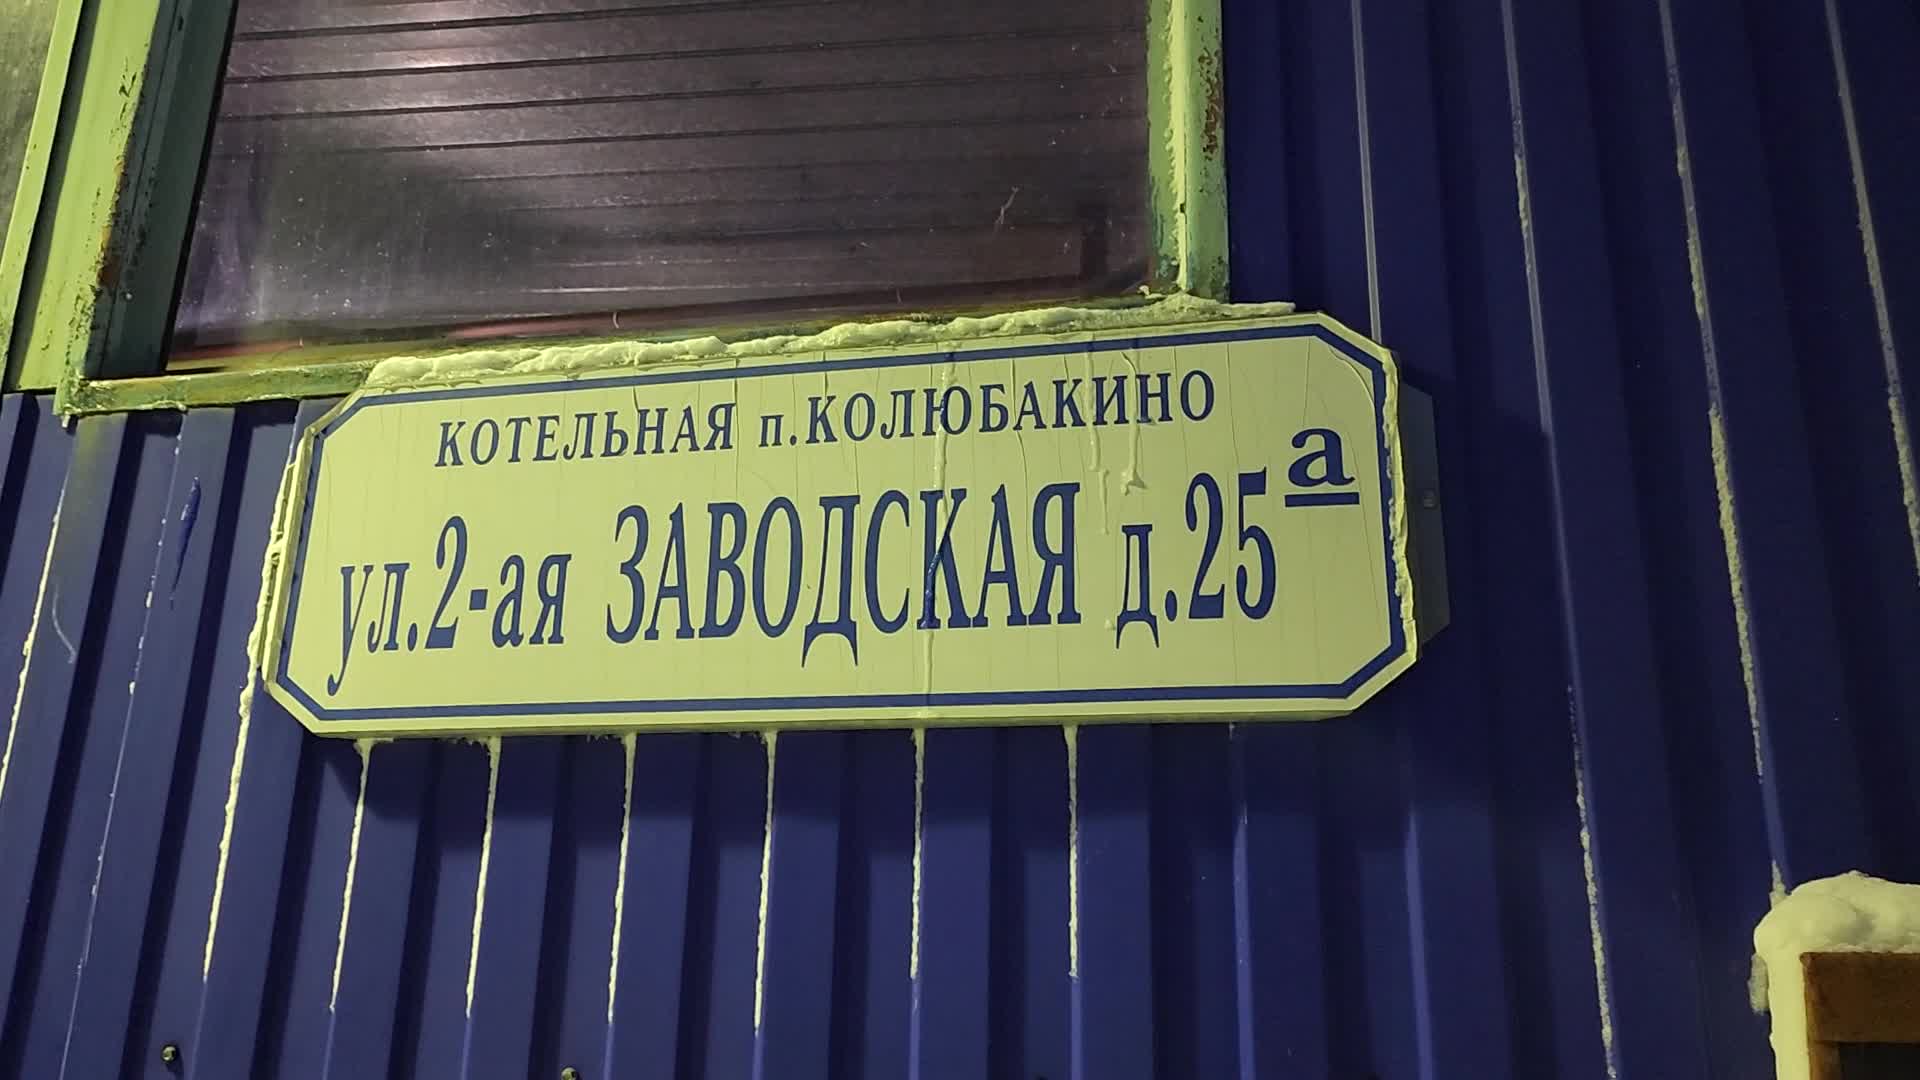 КОТЕЛЬНАЯ п.КОЛЮБАКИНО
ул.2-ая ЗАВОДСКАЯ д.25а